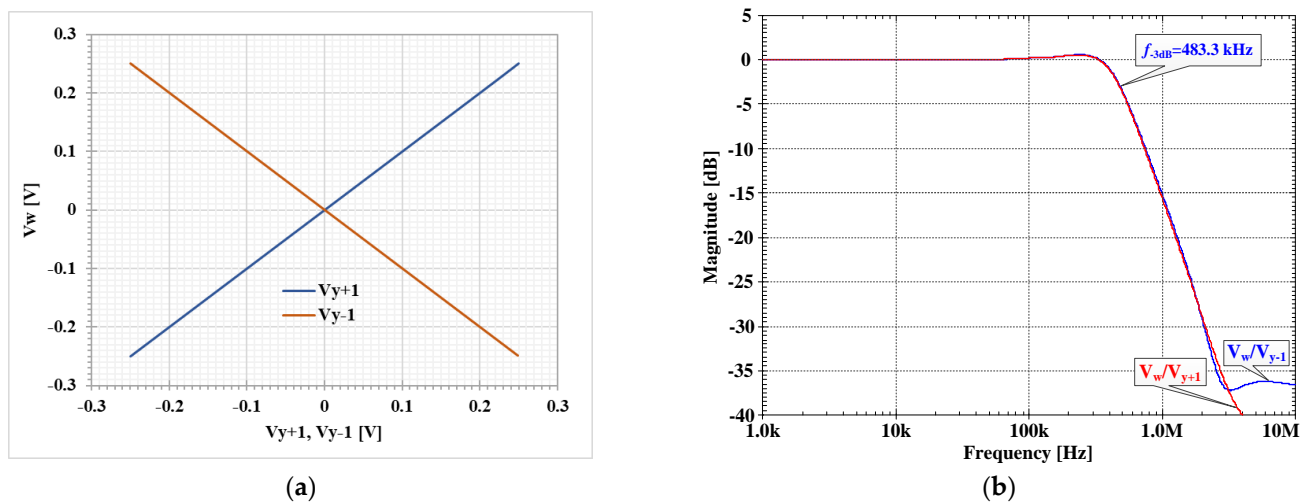 0.3
0.2
0.1
0
-0.1
-0.2
-0.3
-0.3
-0.2
-0.1
0
0.1
0.2
0.3
Vw [V]
Vy+1, Vy-1 [V]
Vy+1
Vy-1
(a)
5
0
-5
-10
-15
-20
-25
-30
-35
-40
1.0k
10k
100k
1.0M
10M
Magnitude [dB]
Frequency [Hz]
f-3dB=483.3 kHz
Vw/Vy-1
Vw/Vy+1
(b)